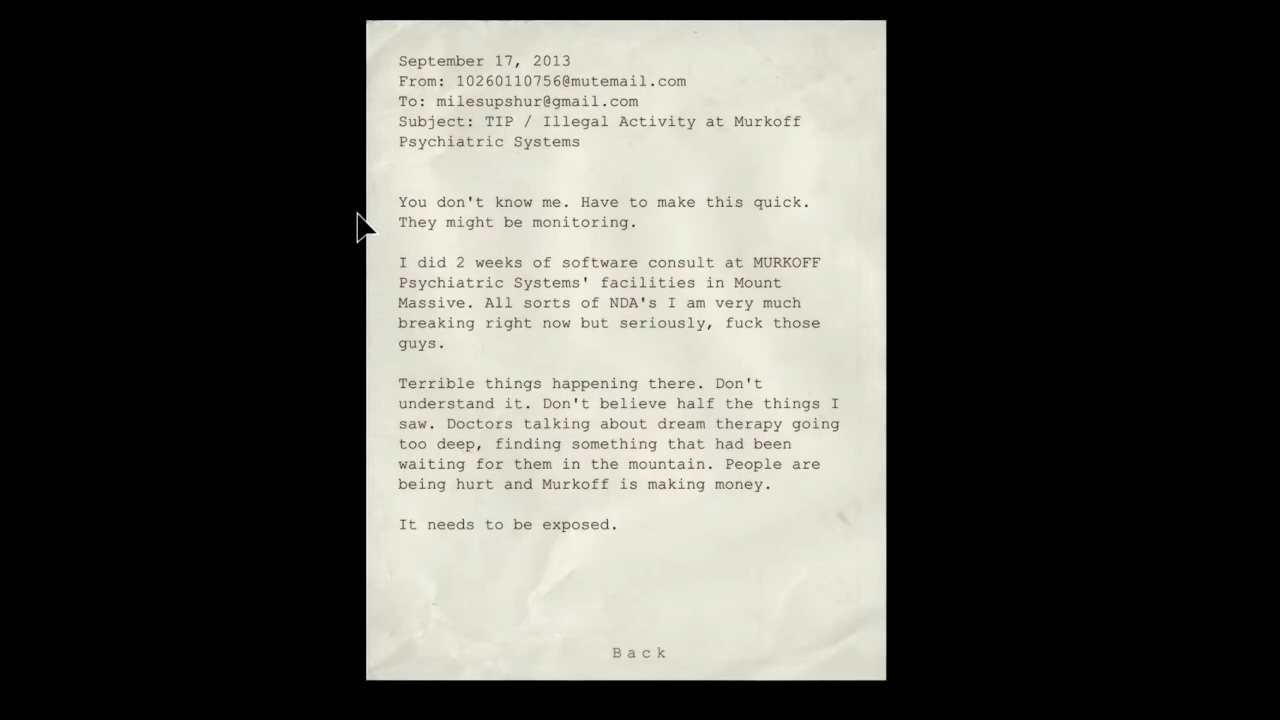 September 17, 2013
From: 10260110756@mutemail.com
To: milesupshur@gmail.com
Subject: TIP / Illegal Activity at Murkoff
Psychiatric Systems
You don't know me. Have to make this quick.
They might be monitoring.
I did 2 weeks of software consult at MURKOFF
Psychiatric Systems' facilities in Mount
Massive. All sorts of NDA's I am very much
breaking right now but seriously, fuck those
guys.
Terrible things happening there. Don't
understand it. Don't believe half the things I
saw. Doctors talking about dream therapy going
too deep, finding something that had been
waiting for them in the mountain. People are
being hurt and Murkoff is making money.
It needs to be exposed.
Back